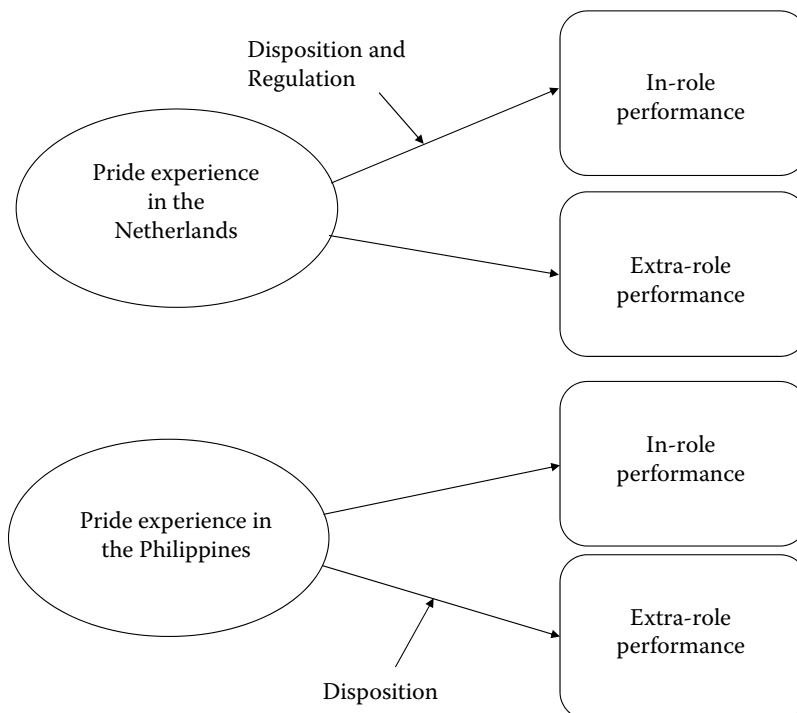 Disposition and
Regulation
In-role
performance
Pride experience
in the
Netherlands
Extra-role
performance
In-role
performance
Pride experience in
the Philippines
Extra-role
performance
Disposition